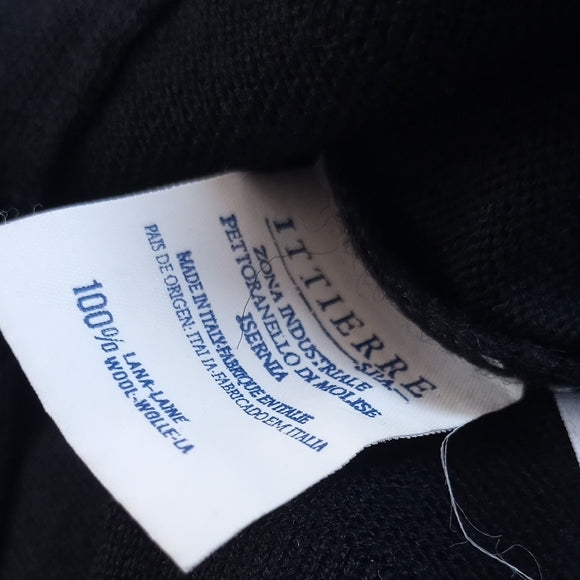 ITTIERRE
SPA
ZONA INDUSTRIALE
PETTORANELLO DI MOLISE
ISERNIA
MADE IN ITALY-FABRIQUE EN ITALIE
PAIS DE ORIGEN: ITALIA-FABRICADO EM ITALIA
100% LANA-LAINE
WOOL-WOLLE-LA